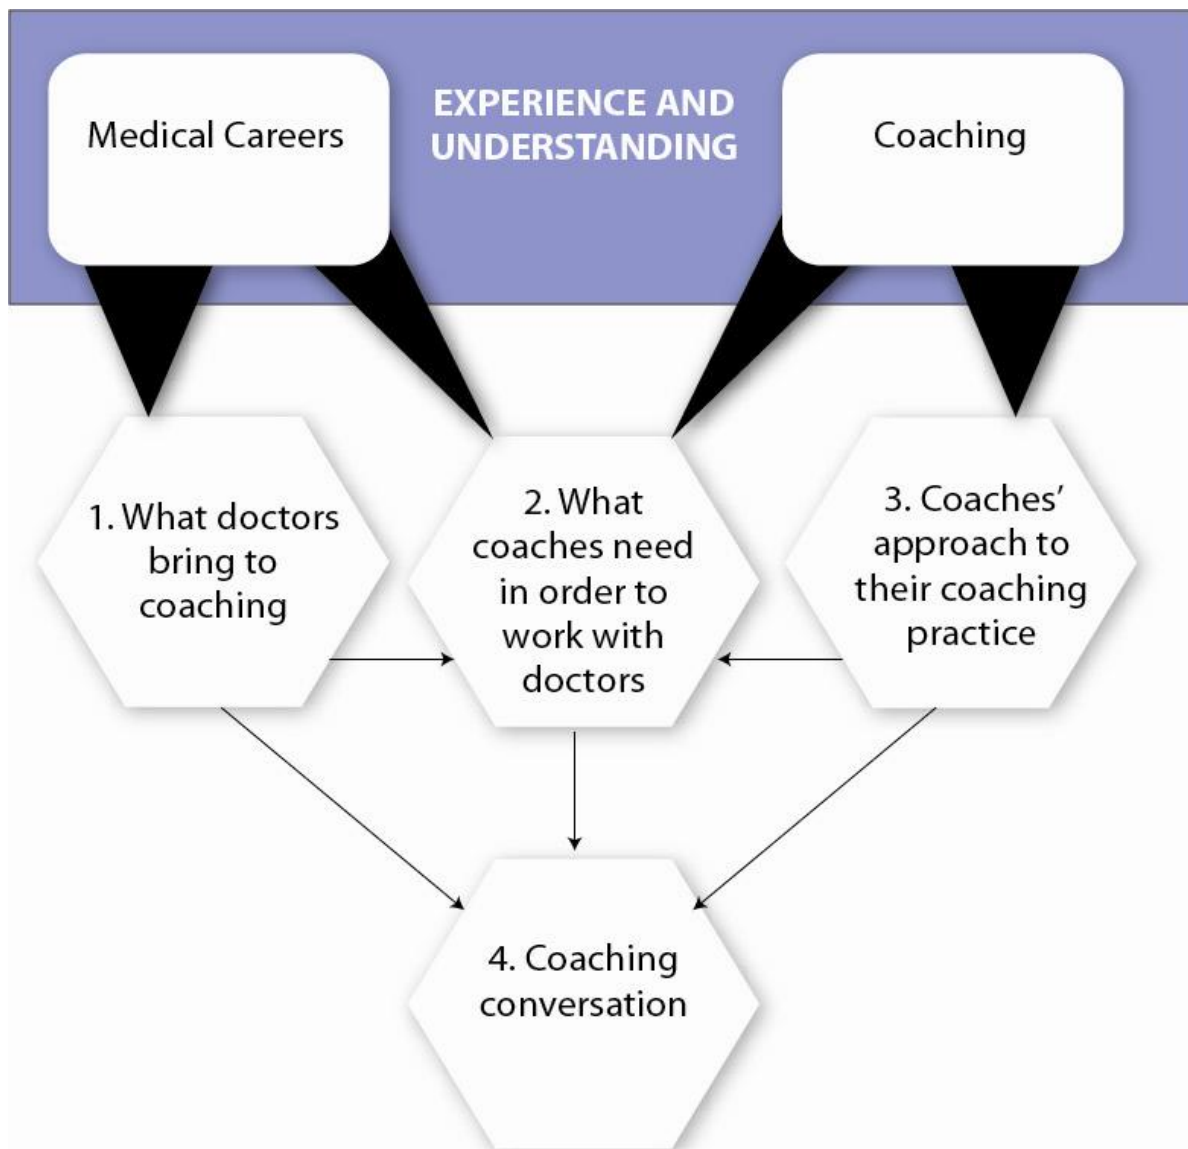 Medical Careers
EXPERIENCE AND
UNDERSTANDING
Coaching
1. What doctors
bring to
coaching
2. What
coaches need
in order to
work with
doctors
3. Coaches’
approach to
their coaching
practice
4. Coaching
conversation